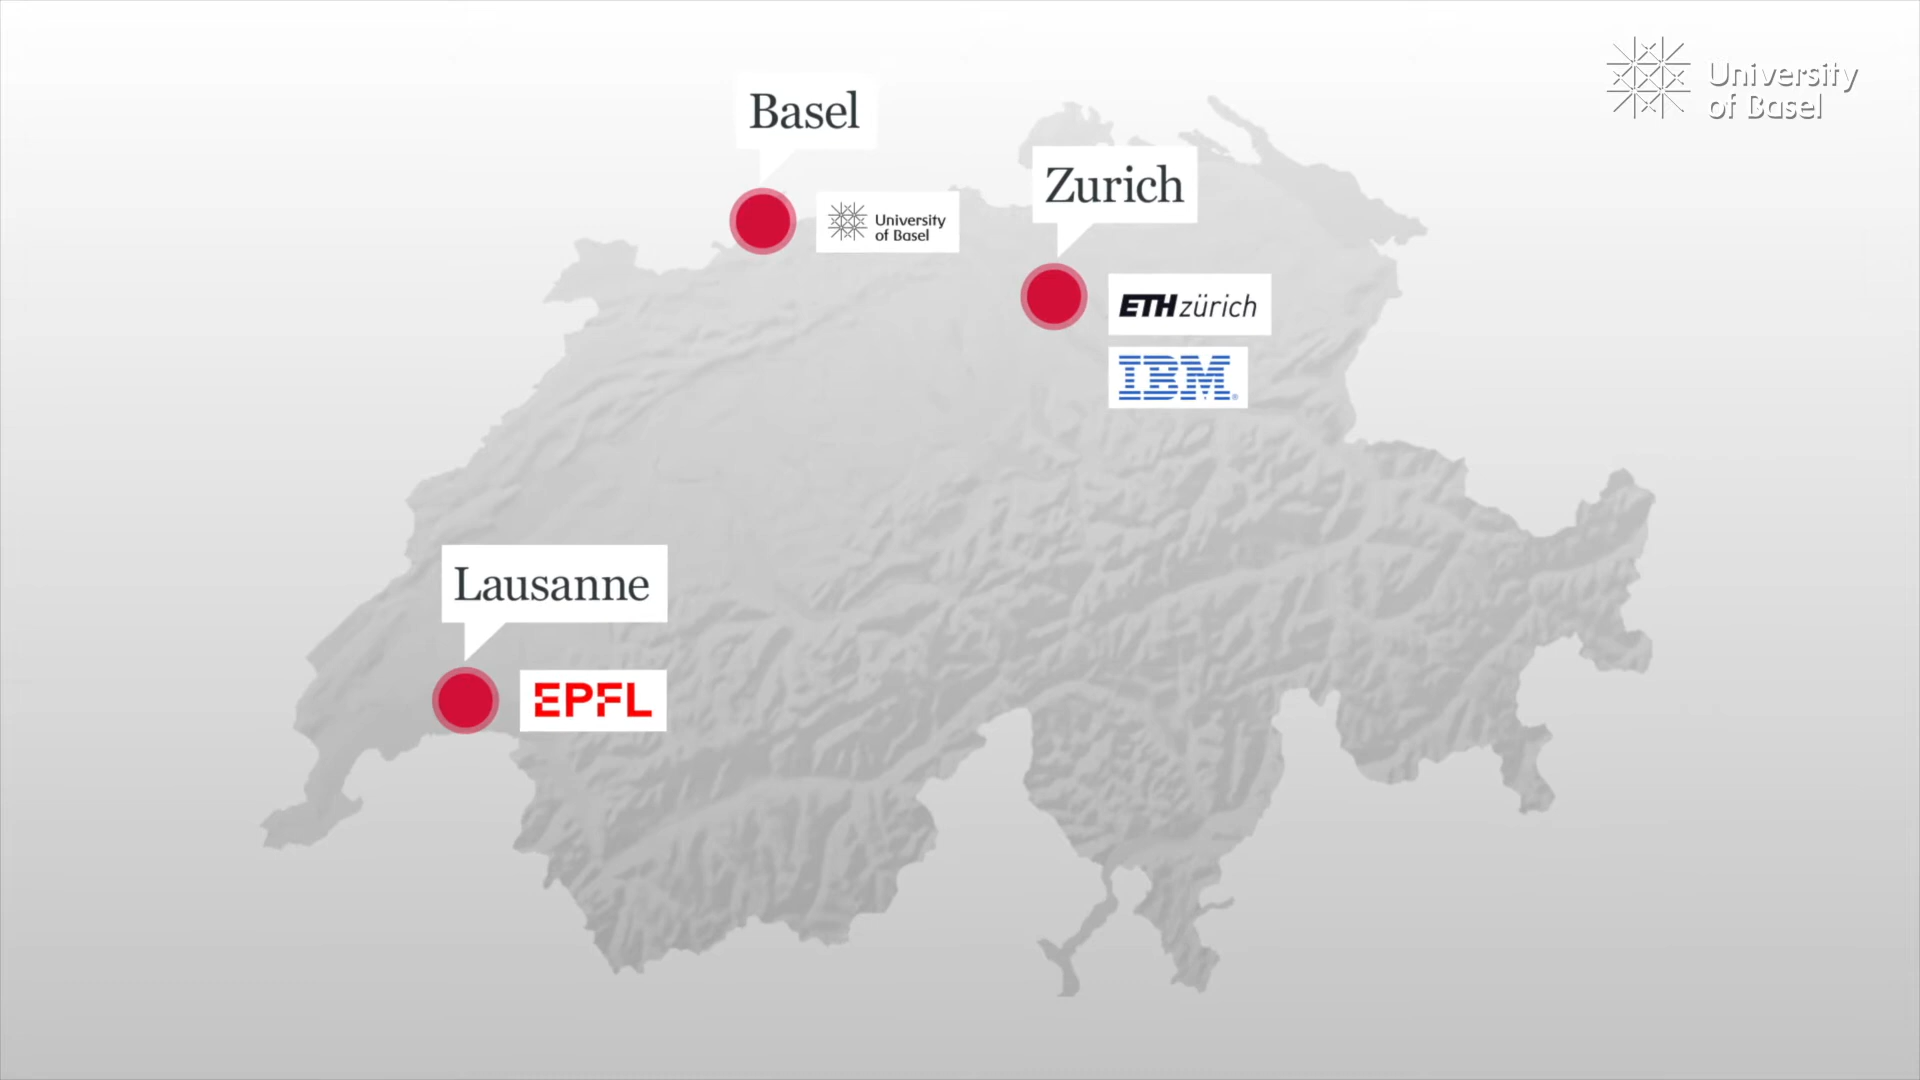 University
of Basel
Basel
University
of Basel
Zurich
ETH zürich
IBM®
Lausanne
EPFL